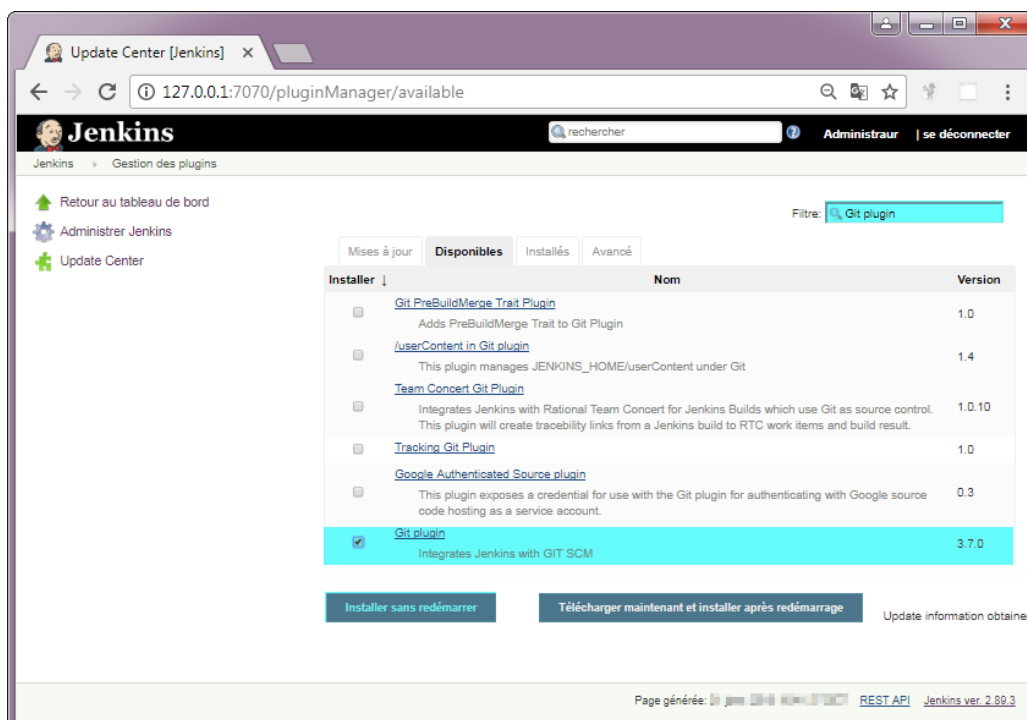 Update Center [Jenkins]
127.0.0.1:7070/pluginManager/available
Jenkins
rechercher
Administraur | se déconnecter
Jenkins Gestion des plugins
Retour au tableau de bord
Administrer Jenkins
Update Center
Filtre: Git plugin
Mises à jour Disponibles Installés Avancé
Installer ↓ Nom Version
Git PreBuildMerge Trait Plugin
Adds PreBuildMerge Trait to Git Plugin
1.0
/userContent in Git plugin
This plugin manages JENKINS_HOME/userContent under Git
1.4
Team Concert Git Plugin
Integrates Jenkins with Rational Team Concert for Jenkins Builds which use Git as source control.
This plugin will create tracebility links from a Jenkins build to RTC work items and build result.
1.0.10
Tracking Git Plugin 1.0
Google Authenticated Source plugin
This plugin exposes a credential for use with the Git plugin for authenticating with Google source
code hosting as a service account.
0.3
Git plugin
Integrates Jenkins with GIT SCM
3.7.0
Installer sans redémarrer Télécharger maintenant et installer après redémarrage Update information obtaine
Page générée: REST API Jenkins ver. 2.89.3